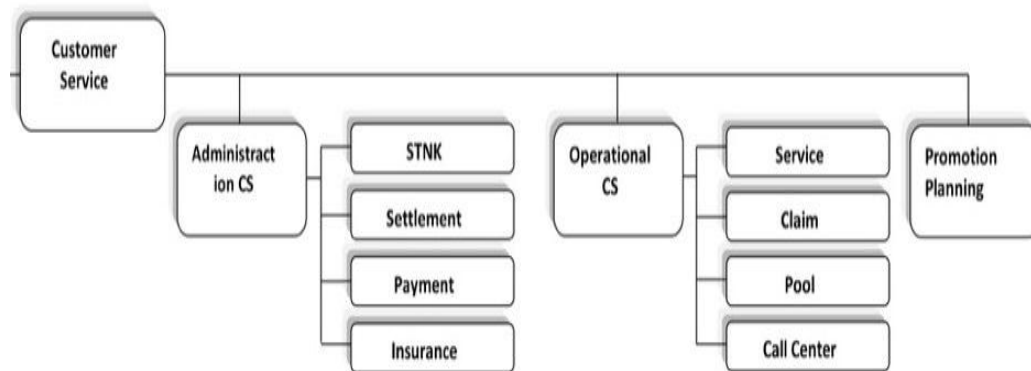 Customer
Service
Administract
ion CS
STNK
Settlement
Payment
Insurance
Operational
CS
Service
Claim
Pool
Call Center
Promotion
Planning